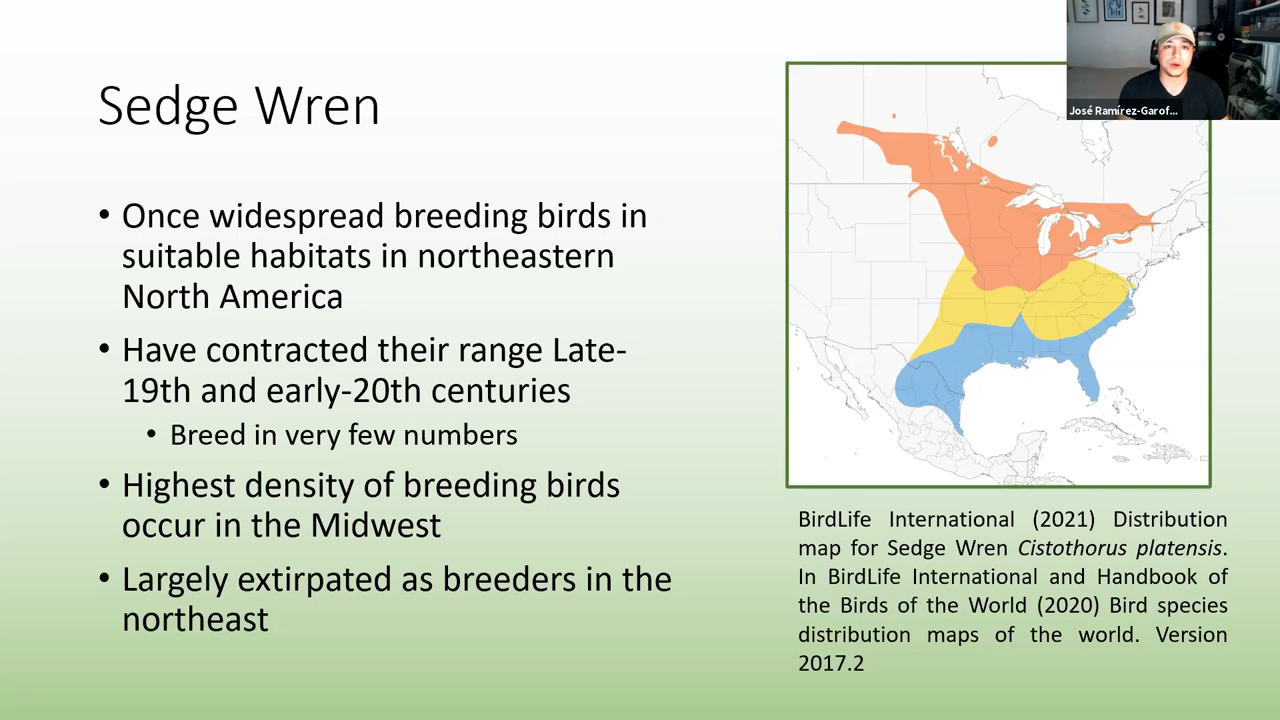 José Ramírez-Garof...
Sedge Wren
• Once widespread breeding birds in
suitable habitats in northeastern
North America
• Have contracted their range Late-
19th and early-20th centuries
• Breed in very few numbers
• Highest density of breeding birds
occur in the Midwest
• Largely extirpated as breeders in the
northeast
BirdLife International (2021) Distribution
map for Sedge Wren Cistothorus platensis.
In BirdLife International and Handbook of
the Birds of the World (2020) Bird species
distribution maps of the world. Version
2017.2